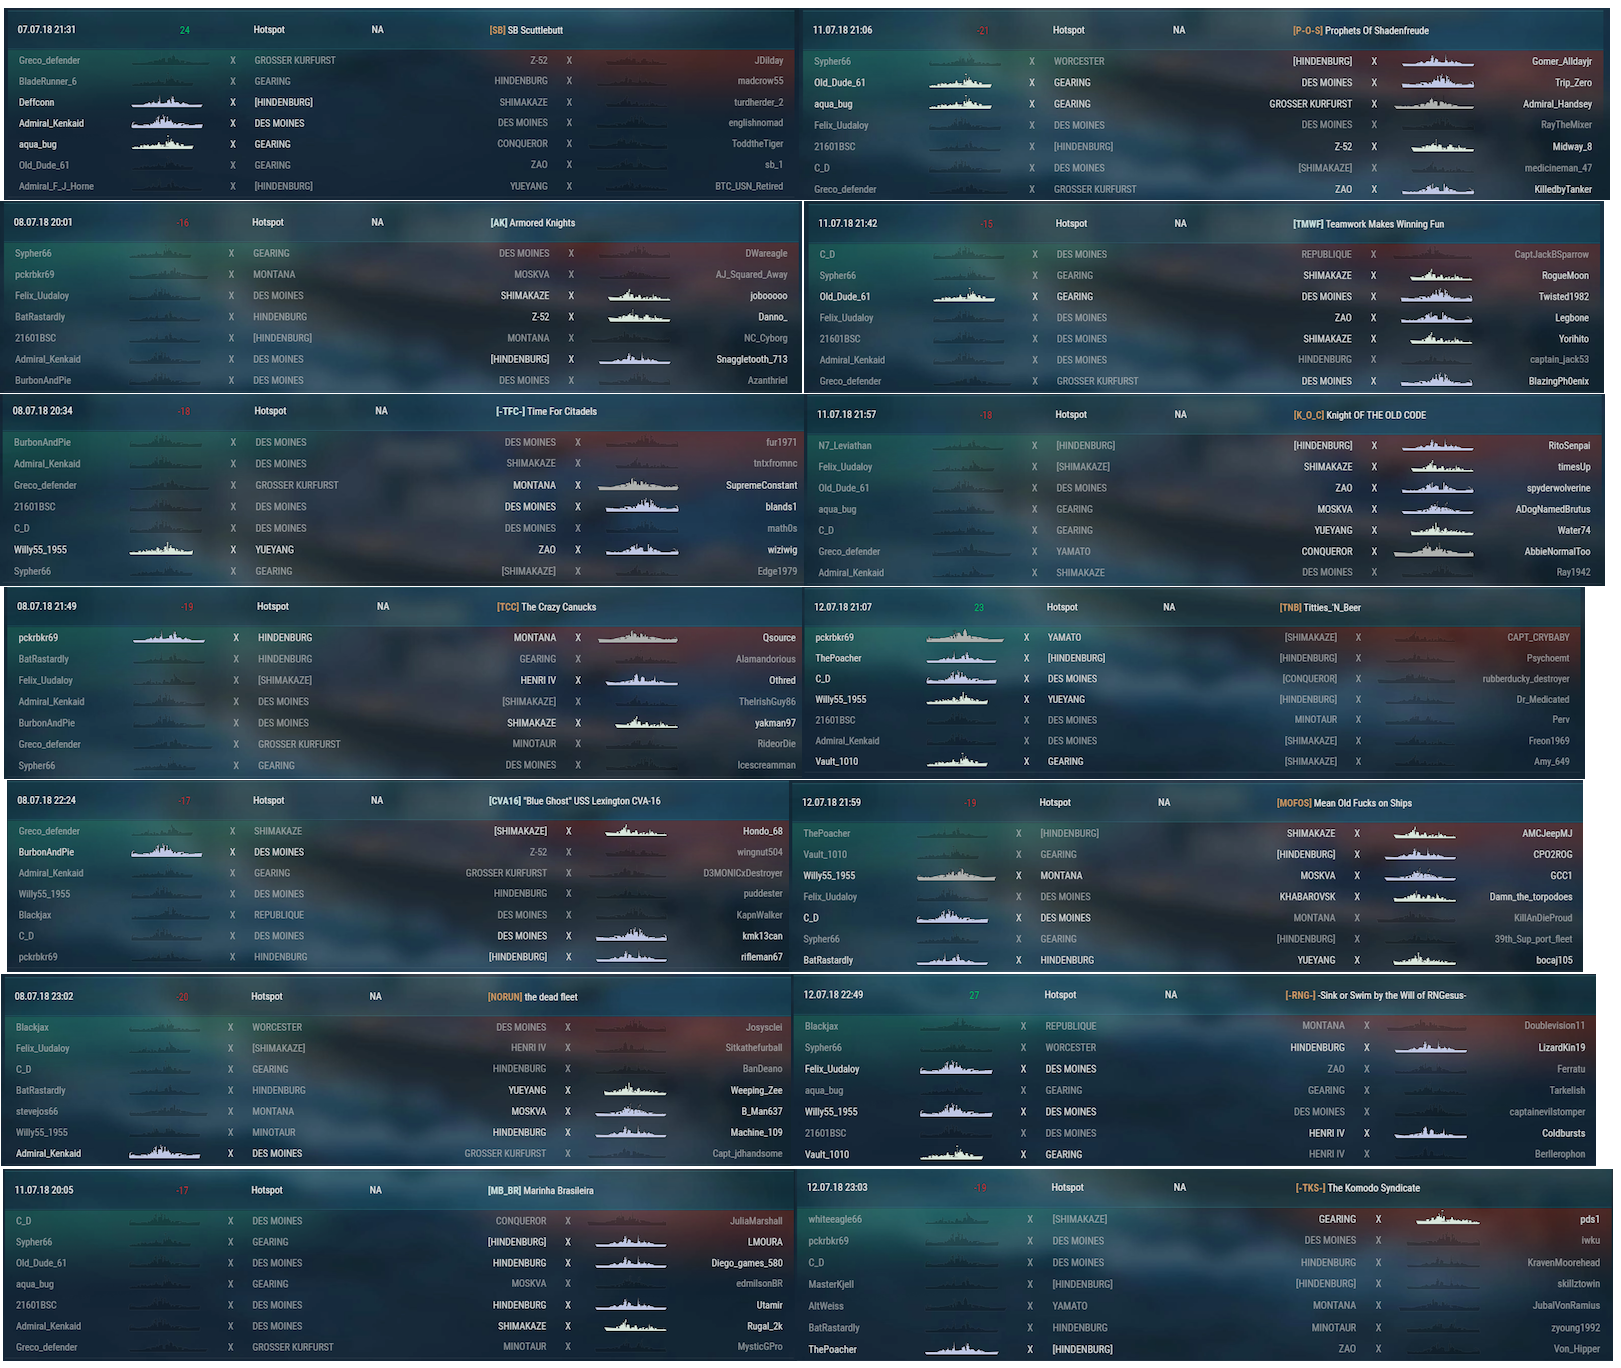 07.07.18 21:31 24 Hotspot NA [SB] SB Scuttlebutt
Greco_defender X GROSSER KURFURST Z-52 X JDilday
BladeRunner_6 X GEARING HINDENBURG X madcrow55
Deffconn X [HINDENBURG] SHIMAKAZE X turdherder_2
Admiral_Kenkaid X DES MOINES DES MOINES X englishnomad
aqua_bug X GEARING CONQUEROR X ToddtheTiger
Old_Dude_61 X GEARING ZAO X sb_1
Admiral_F_J_Horne X [HINDENBURG] YUEYANG X BTC_USN_Retired
08.07.18 20:01 -16 Hotspot NA [AK] Armored Knights
Sypher66 X GEARING DES MOINES X DWareagle
pckrbkr69 X MONTANA MOSKVA X AJ_Squared_Away
Felix_Uudaloy X DES MOINES SHIMAKAZE X jobooooo
BatRastardly X HINDENBURG Z-52 X Danno_
21601BSC X [HINDENBURG] MONTANA X NC_Cyborg
Admiral_Kenkaid X DES MOINES [HINDENBURG] X Snaggletooth_713
BurbonAndPie X DES MOINES DES MOINES X Azanthriel
08.07.18 20:34 -18 Hotspot NA [-TFC-] Time For Citadels
BurbonAndPie X DES MOINES DES MOINES X fur1971
Admiral_Kenkaid X DES MOINES SHIMAKAZE X tntxfromnc
Greco_defender X GROSSER KURFURST MONTANA X SupremeConstant
21601BSC X DES MOINES DES MOINES X blands1
C_D X DES MOINES DES MOINES X math0s
Willy55_1955 X YUEYANG ZAO X wiziwig
Sypher66 X GEARING [SHIMAKAZE] X Edge1979
08.07.18 21:49 -19 Hotspot NA [TCC] The Crazy Canucks
pckrbkr69 X HINDENBURG MONTANA X Qsource
BatRastardly X HINDENBURG GEARING X Alamandorious
Felix_Uudaloy X [SHIMAKAZE] HENRI IV X Othred
Admiral_Kenkaid X DES MOINES [SHIMAKAZE] X TheIrishGuy86
BurbonAndPie X DES MOINES SHIMAKAZE X yakman97
Greco_defender X GROSSER KURFURST MINOTAUR X RideorDie
Sypher66 X GEARING DES MOINES X Icescreamman
08.07.18 22:24 -17 Hotspot NA [CVA16] "Blue Ghost" USS Lexington CVA-16
Greco_defender X SHIMAKAZE [SHIMAKAZE] X Hondo_68
BurbonAndPie X DES MOINES Z-52 X wingnut504
Admiral_Kenkaid X GEARING GROSSER KURFURST X D3MONICxDestroyer
Willy55_1955 X DES MOINES HINDENBURG X puddester
Blackjax X REPUBLIQUE DES MOINES X KapnWalker
C_D X DES MOINES DES MOINES X kmk13can
pckrbkr69 X HINDENBURG [HINDENBURG] X rifleman67
08.07.18 23:02 -20 Hotspot NA [NORUN] the dead fleet
Blackjax X WORCESTER DES MOINES X Josysclei
Felix_Uudaloy X [SHIMAKAZE] HENRI IV X Sitkathefurball
C_D X GEARING HINDENBURG X BanDeano
BatRastardly X HINDENBURG YUEYANG X Weeping_Zee
stevejos66 X MONTANA MOSKVA X B_Man637
Willy55_1955 X MINOTAUR HINDENBURG X Machine_109
Admiral_Kenkaid X DES MOINES GROSSER KURFURST X Capt_jdhandsome
11.07.18 20:05 -17 Hotspot NA [MB_BR] Marinha Brasileira
C_D X DES MOINES CONQUEROR X JuliaMarshall
Sypher66 X GEARING [HINDENBURG] X LMOURA
Old_Dude_61 X DES MOINES HINDENBURG X Diego_games_580
aqua_bug X GEARING MOSKVA X edmilsonBR
21601BSC X DES MOINES HINDENBURG X Utamir
Admiral_Kenkaid X DES MOINES SHIMAKAZE X Rugal_2k
Greco_defender X GROSSER KURFURST MINOTAUR X MysticGPro
11.07.18 21:06 -21 Hotspot NA [P-O-S] Prophets Of Shadenfreude
Sypher66 X WORCESTER [HINDENBURG] X Gomer_Alldayjr
Old_Dude_61 X GEARING DES MOINES X Trip_Zero
aqua_bug X GEARING GROSSER KURFURST X Admiral_Handsey
Felix_Uudaloy X DES MOINES DES MOINES X RayTheMixer
21601BSC X [HINDENBURG] Z-52 X Midway_8
C_D X DES MOINES [SHIMAKAZE] X medicineman_47
Greco_defender X GROSSER KURFURST ZAO X KilledbyTanker
11.07.18 21:42 -15 Hotspot NA [TMWF] Teamwork Makes Winning Fun
C_D X DES MOINES REPUBLIQUE X CaptJackBSparrow
Sypher66 X GEARING SHIMAKAZE X RogueMoon
Old_Dude_61 X GEARING DES MOINES X Twisted1982
Felix_Uudaloy X DES MOINES ZAO X Legbone
21601BSC X DES MOINES SHIMAKAZE X Yorihito
Admiral_Kenkaid X DES MOINES HINDENBURG X captain_jack53
Greco_defender X GROSSER KURFURST DES MOINES X BlazingPh0enix
11.07.18 21:57 -18 Hotspot NA [K_O_C] Knight OF THE OLD CODE
N7_Leviathan X [HINDENBURG] [HINDENBURG] X RitoSenpai
Felix_Uudaloy X [SHIMAKAZE] SHIMAKAZE X timesUp
Old_Dude_61 X DES MOINES ZAO X spyderwolverine
aqua_bug X GEARING MOSKVA X ADogNamedBrutus
C_D X GEARING YUEYANG X Water74
Greco_defender X YAMATO CONQUEROR X AbbieNormalToo
Admiral_Kenkaid X SHIMAKAZE DES MOINES X Ray1942
12.07.18 21:07 23 Hotspot NA [TNB] Titties_'N_Beer
pckrbkr69 X YAMATO [SHIMAKAZE] X CAPT_CRYBABY
ThePoacher X [HINDENBURG] [HINDENBURG] X Psychoemt
C_D X DES MOINES [CONQUEROR] X rubberducky_destroyer
Willy55_1955 X YUEYANG [HINDENBURG] X Dr_Medicated
21601BSC X DES MOINES MINOTAUR X Perv
Admiral_Kenkaid X DES MOINES [SHIMAKAZE] X Freon1969
Vault_1010 X GEARING [SHIMAKAZE] X Amy_649
12.07.18 21:59 -19 Hotspot NA [MOFOS] Mean Old Fucks on Ships
ThePoacher X [HINDENBURG] SHIMAKAZE X AMCJeepMJ
Vault_1010 X GEARING [HINDENBURG] X CPO2ROG
Willy55_1955 X MONTANA MOSKVA X GCC1
Felix_Uudaloy X DES MOINES KHABAROVSK X Damn_the_torpodoes
C_D X DES MOINES MONTANA X KillAnDieProud
Sypher66 X GEARING [HINDENBURG] X 39th_Sup_port_fleet
BatRastardly X HINDENBURG YUEYANG X bocaj105
12.07.18 22:49 27 Hotspot NA [-RNG-] -Sink or Swim by the Will of RNGesus-
Blackjax X REPUBLIQUE MONTANA X Doublevision11
Sypher66 X WORCESTER HINDENBURG X LizardKin19
Felix_Uudaloy X DES MOINES ZAO X Ferratu
aqua_bug X GEARING GEARING X Tarkelish
Willy55_1955 X DES MOINES DES MOINES X captainevilstomper
21601BSC X DES MOINES HENRI IV X Coldbursts
Vault_1010 X GEARING HENRI IV X Berllerophon
12.07.18 23:03 -19 Hotspot NA [-TKS-] The Komodo Syndicate
whiteeagle66 X [SHIMAKAZE] GEARING X pds1
pckrbkr69 X DES MOINES DES MOINES X iwku
C_D X DES MOINES HINDENBURG X KravenMoorehead
MasterKjell X [HINDENBURG] [HINDENBURG] X skillztowin
AltWeiss X YAMATO MONTANA X JubalVonRamius
BatRastardly X HINDENBURG MINOTAUR X zyoung1992
ThePoacher X [HINDENBURG] ZAO X Von_Hipper